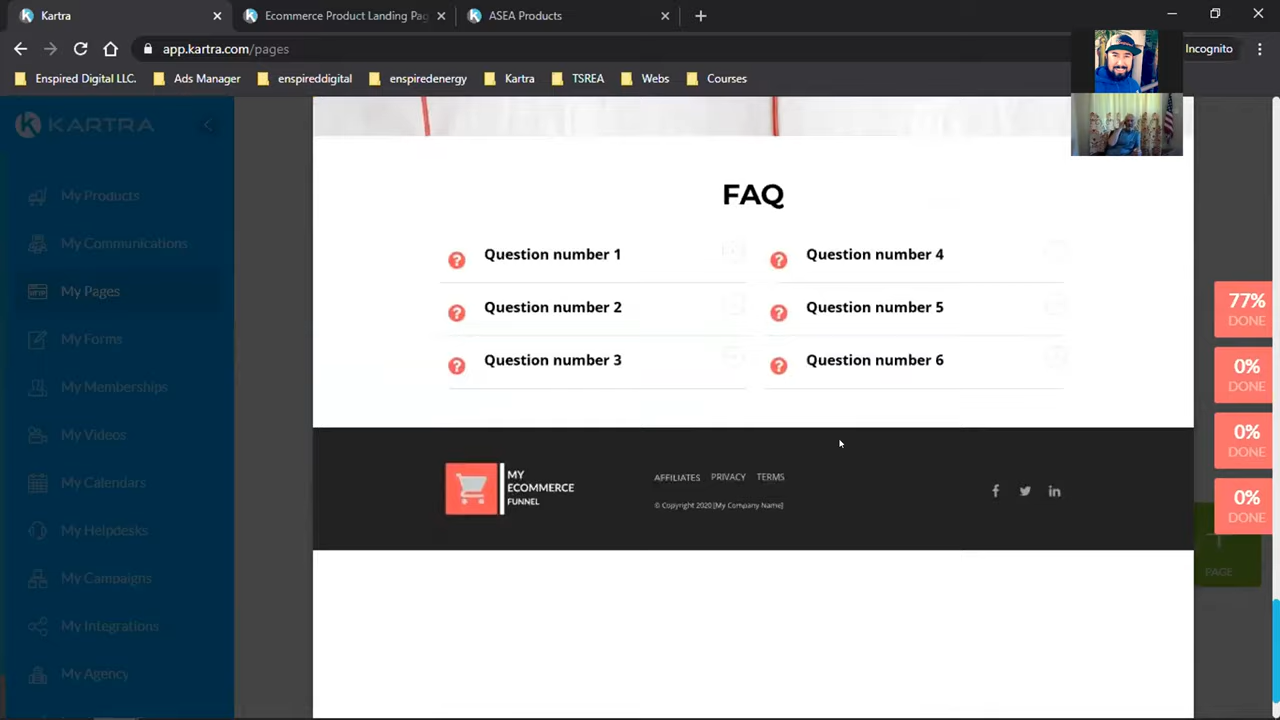 Kartra
Ecommerce Product Landing Pag
ASEA Products
app.kartra.com/pages
Incognito
Enspired Digital LLC.
Ads Manager
enspireddigital
enspiredenergy
Kartra
TSREA
Webs
Courses
KARTRA
My Products
My Communications
My Pages
My Forms
My Memberships
My Videos
My Calendars
My Helpdesks
My Campaigns
My Integrations
My Agency
FAQ
Question number 1
Question number 4
Question number 2
Question number 5
Question number 3
Question number 6
MY
ECOMMERCE
FUNNEL
AFFILIATES PRIVACY TERMS
© Copyright 2020 [My Company Name]
77%
DONE
0%
DONE
0%
DONE
0%
DONE
PAGE